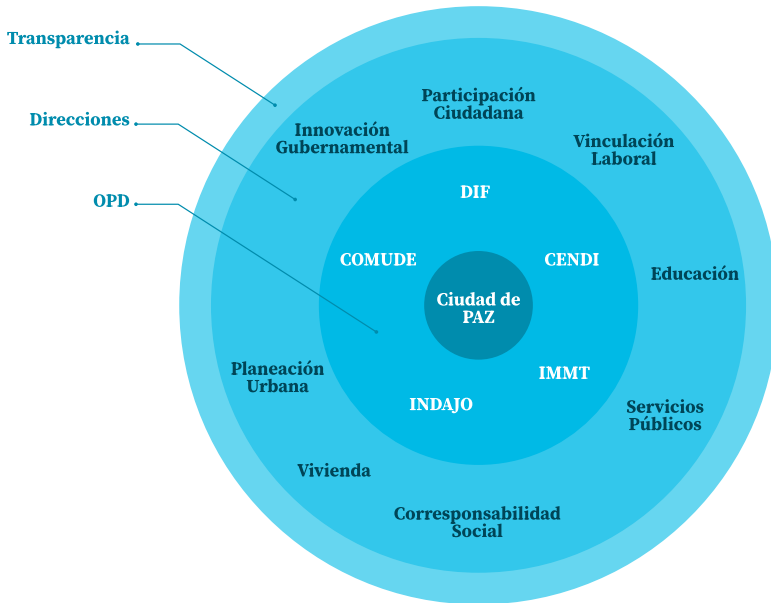 Transparencia
Direcciones
OPD
Participación
Ciudadana
Innovación
Gubernamental
Vinculación
Laboral
DIF
COMUDE
CENDI
Educación
Ciudad de
PAZ
Planeación
Urbana
IMMT
INDAJO
Servicios
Públicos
Vivienda
Corresponsabilidad
Social